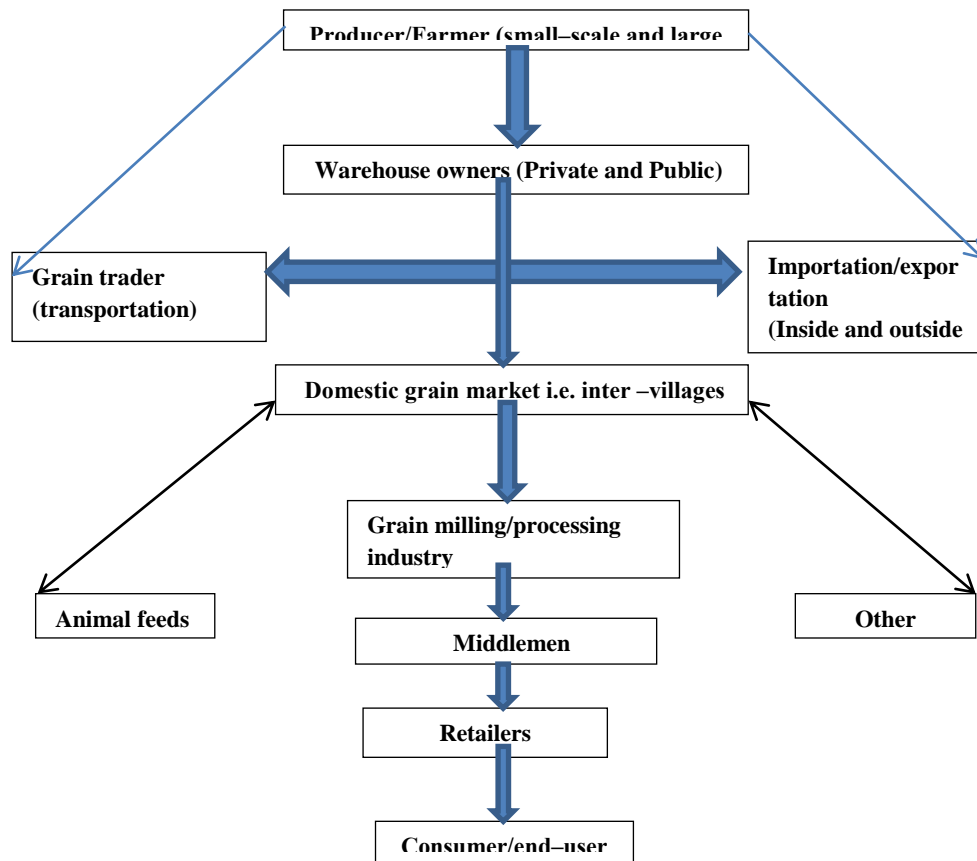 Producer/Farmer (small–scale and large
Warehouse owners (Private and Public)
Grain trader
(transportation)
Importation/expor
tation
(Inside and outside
Domestic grain market i.e. inter –villages
Grain milling/processing
industry
Animal feeds
Other
Middlemen
Retailers
Consumer/end–user